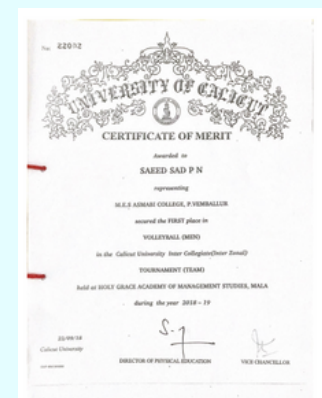 No: 22082
UNIVERSITY OF CALICUT
CERTIFICATE OF MERIT
Awarded to
SAEED SAD P N
representing
M.E.S ASMABI COLLEGE, P.VEMBALLUR
secured the FIRST place in
VOLLEYBALL (MEN)
in the Calicut University Inter Collegiate(Inter Zonal)
TOURNAMENT (TEAM)
held at HOLY GRACE ACADEMY OF MANAGEMENT STUDIES, MALA
during the year 2018 - 19
Calicut University
DIRECTOR OF PHYSICAL EDUCATION
VICE CHANCELLOR